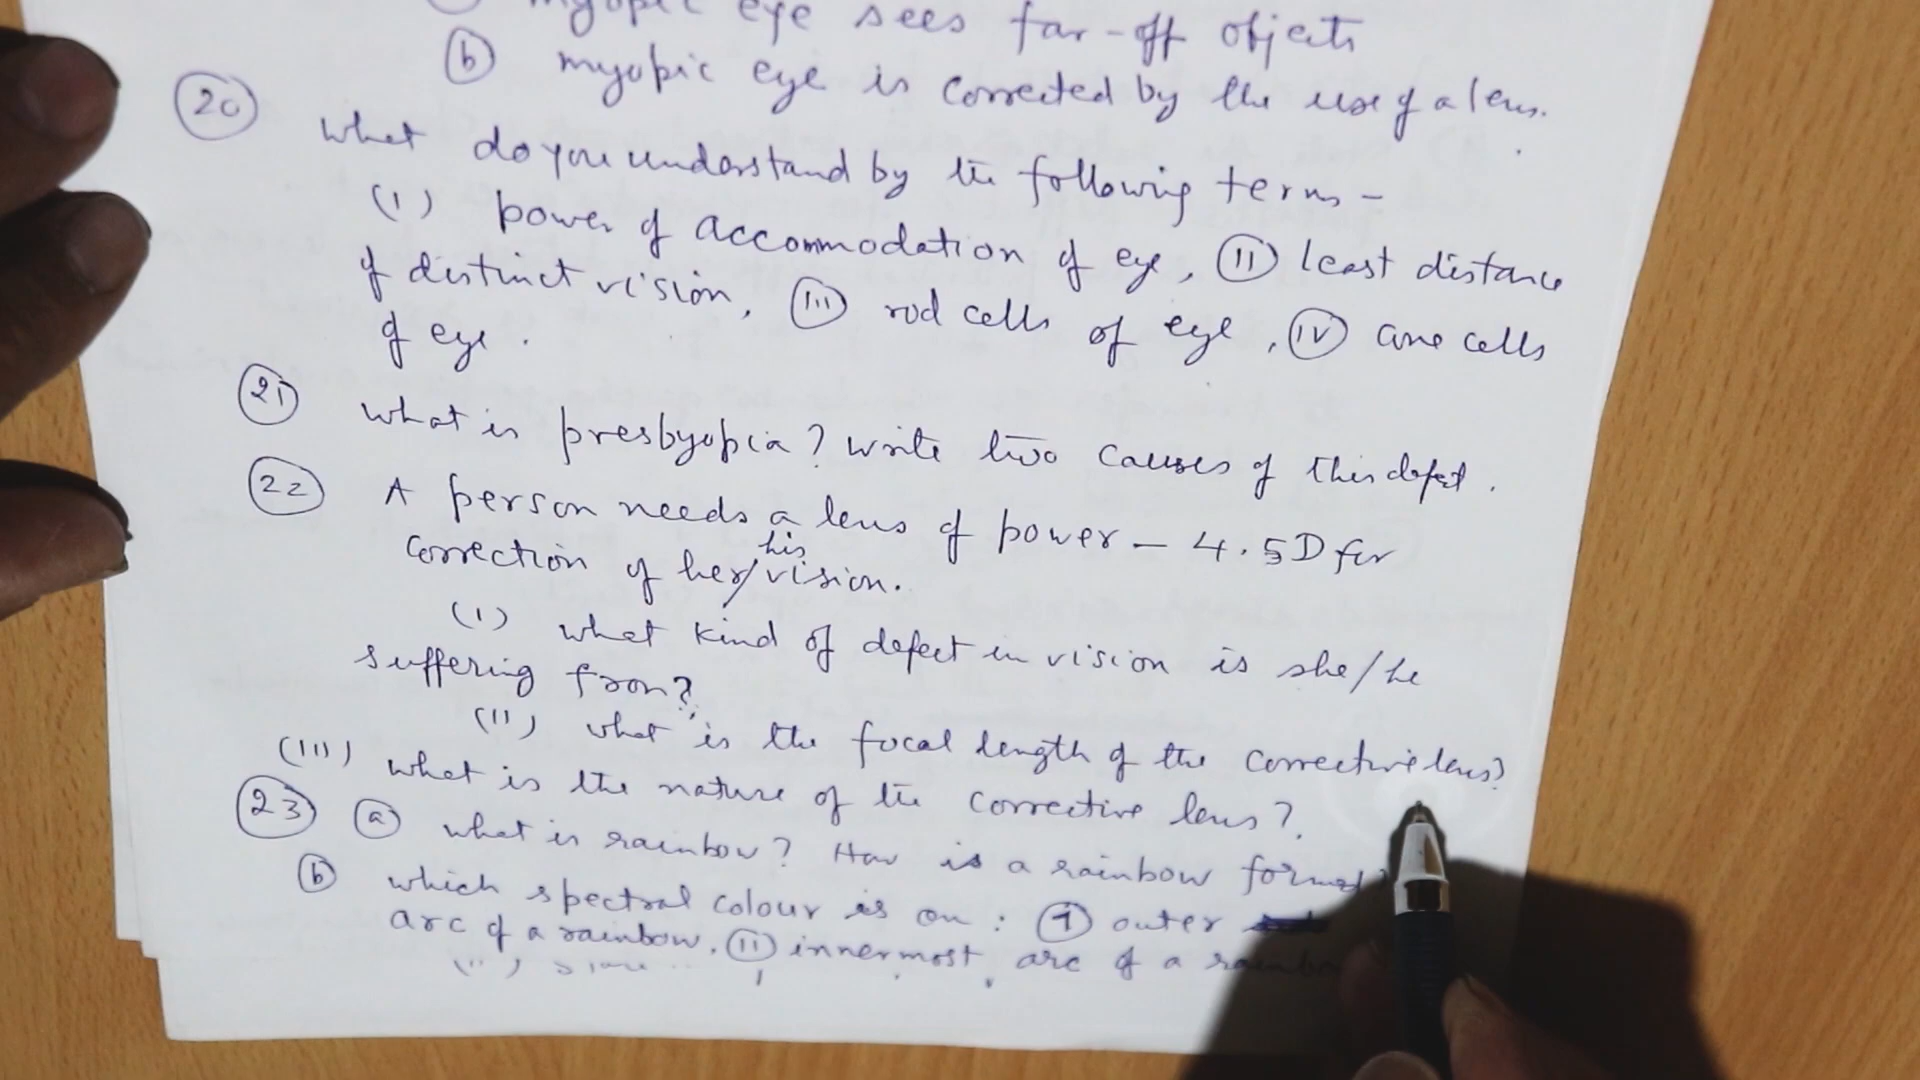 myopic eye sees far-off objects
(b) myopic eye is corrected by the use of a lens.
(20) What do you understand by the following terms -
(i) power of accommodation of eye, (ii) least distance
of distinct vision, (iii) rod cells of eye, (iv) cone cells
of eye.
(21) What is presbyopia? Write two causes of this defect.
(22) A person needs a lens of power - 4.5D for
correction of her/his vision.
(i) what kind of defect in vision is she/he
suffering from?
(ii) what is the focal length of the corrective lens?
(iii) what is the nature of the corrective lens?
(23) (a) what is rainbow? How is a rainbow formed?
(b) which spectral colour is on: (i) outer
arc of a rainbow. (ii) innermost arc of a rainbo